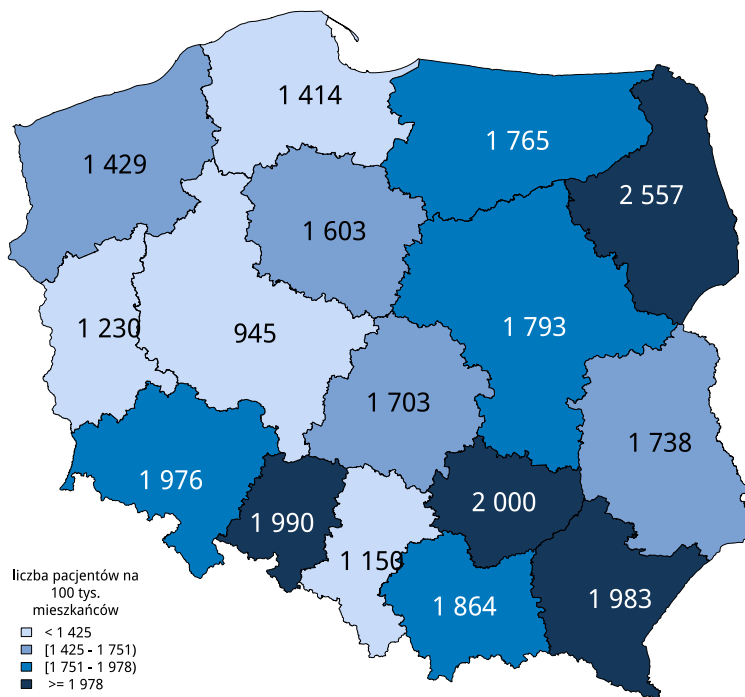 1 414
1 765
1 429
2 557
1 603
1 230
945
1 793
1 703
1 738
1 976
2 000
1 990
1 150
1 983
1 864
liczba pacjentów na
100 tys.
mieszkańców
< 1 425
[1 425 - 1 751)
[1 751 - 1 978)
>= 1 978